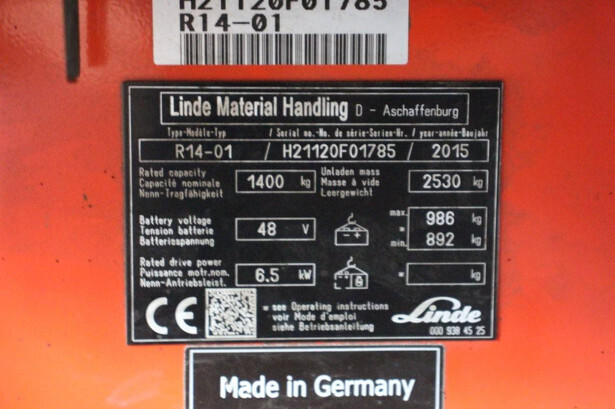 H21120F01785
R14-01
Linde Material Handling D - Aschaffenburg
Type-Modèle-Typ / Serial no.-No. de série-Serien-Nr. / year-année-Baujahr
R14-01 / H21120F01785 / 2015
Rated capacity
Capacité nominale
Nenn-Tragfähigkeit
1400 kg
Unladen mass
Masse à vide
Leergewicht
2530 kg
Battery voltage
Tension batterie
Batteriespannung
48 V
- +
max. 986 kg
=
min. 892 kg
Rated drive power
Puissance motr.nom.
Nenn-Antriebsleist.
6.5 kW
= kg
CE
= see Operating instructions
voir Mode d'emploi
siehe Betriebsanleitung
Linde
000 938 45 25
Made in Germany